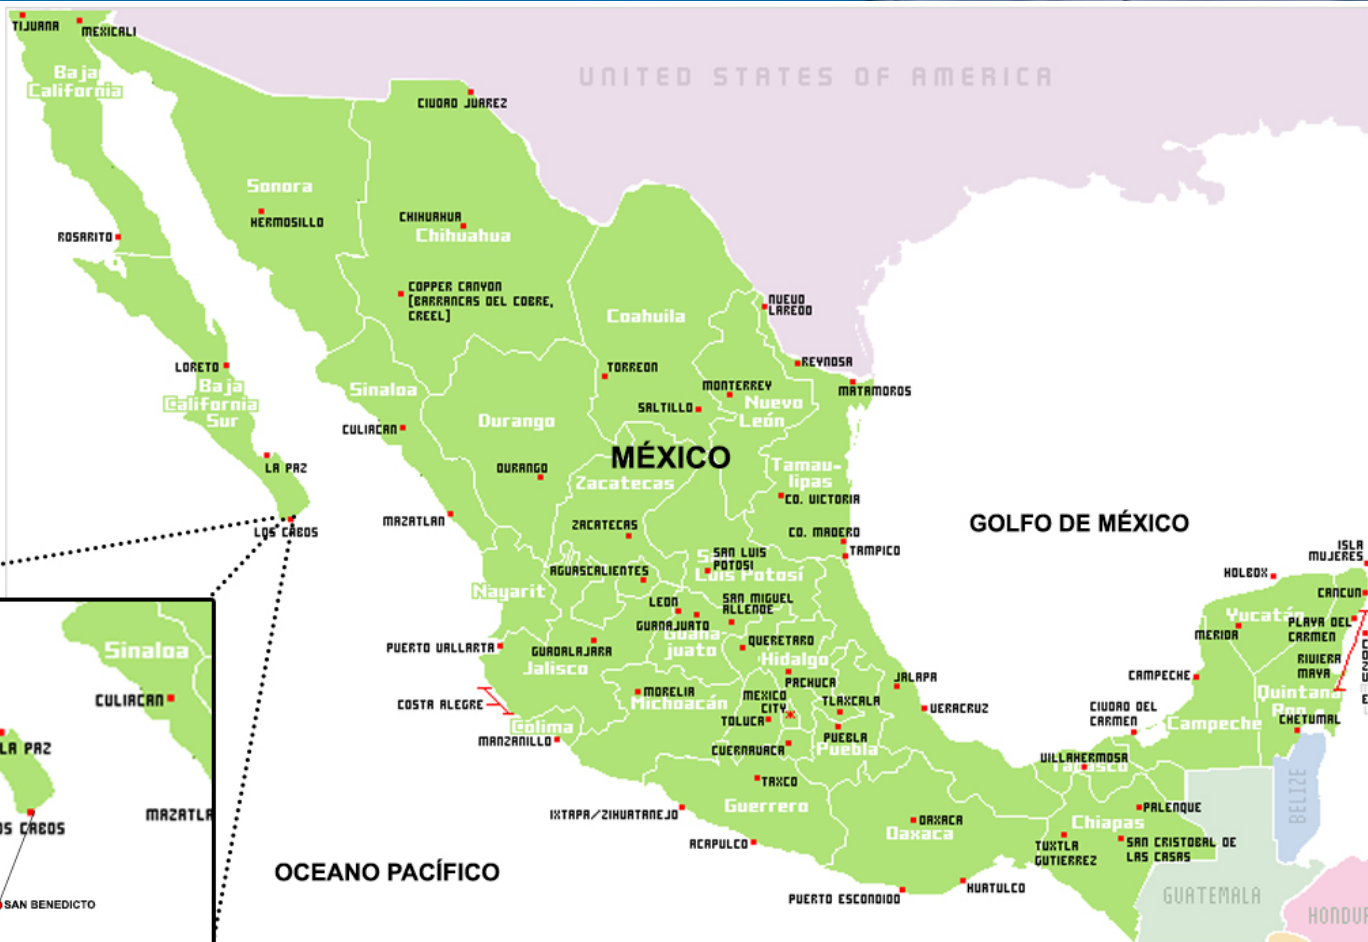 TIJUANA
MEXICALI
Baja
California
UNITED STATES OF AMERICA
CIUDAD JUAREZ
Sonora
HERMOSILLO
CHIHUAHUA
Chihuahua
ROSARITO
COPPER CANYON
[BARRANCAS DEL COBRE,
CREEL]
Coahuila
NUEVO
LAREDO
LORETO
Baja
California
Sur
Sinaloa
TORREON
MONTERREY
REYNOSA
MATAMOROS
SALTILLO
Nuevo
León
CULIACAN
Durango
MÉXICO
LA PAZ
DURANGO
Zacatecas
Tamau-
lipas
CD. VICTORIA
MAZATLAN
LOS CABOS
ZACATECAS
CD. MADERO
TAMPICO
GOLFO DE MÉXICO
AGUASCALIENTES
SAN LUIS
POTOSI
Luis Potosí
Nayarit
LEON
SAN MIGUEL
ALLENDE
GUANAJUATO
Guana-
juato
QUERETARO
Hidalgo
PUERTO VALLARTA
GUADALAJARA
Jalisco
PACHUCA
JALAPA
COSTA ALEGRE
MORELIA
Michoacán
MEXICO
CITY
TLAXCALA
TOLUCA
VERACRUZ
Colima
MANZANILLO
CUERNAVACA
PUEBLA
Puebla
TAXCO
Guerrero
IXTAPA/ZIHUATANEJO
ACAPULCO
OAXACA
Oaxaca
OCEANO PACÍFICO
PUERTO ESCONDIDO
HUATULCO
ISLA
MUJERES
HOLBOX
CANCUN
Yucatán
MERIDA
PLAYA DEL
CARMEN
RIVIERA
MAYA
CAMPECHE
Quintana
Roo
CHETUMAL
CIUDAD DEL
CARMEN
Campeche
VILLAHERMOSA
Tabasco
BELIZE
PALENQUE
Chiapas
TUXTLA
GUTIERREZ
SAN CRISTOBAL DE
LAS CASAS
GUATEMALA
HONDU
Sinaloa
CULIACAN
LA PAZ
OS CABOS
MAZATLA
SAN BENEDICTO